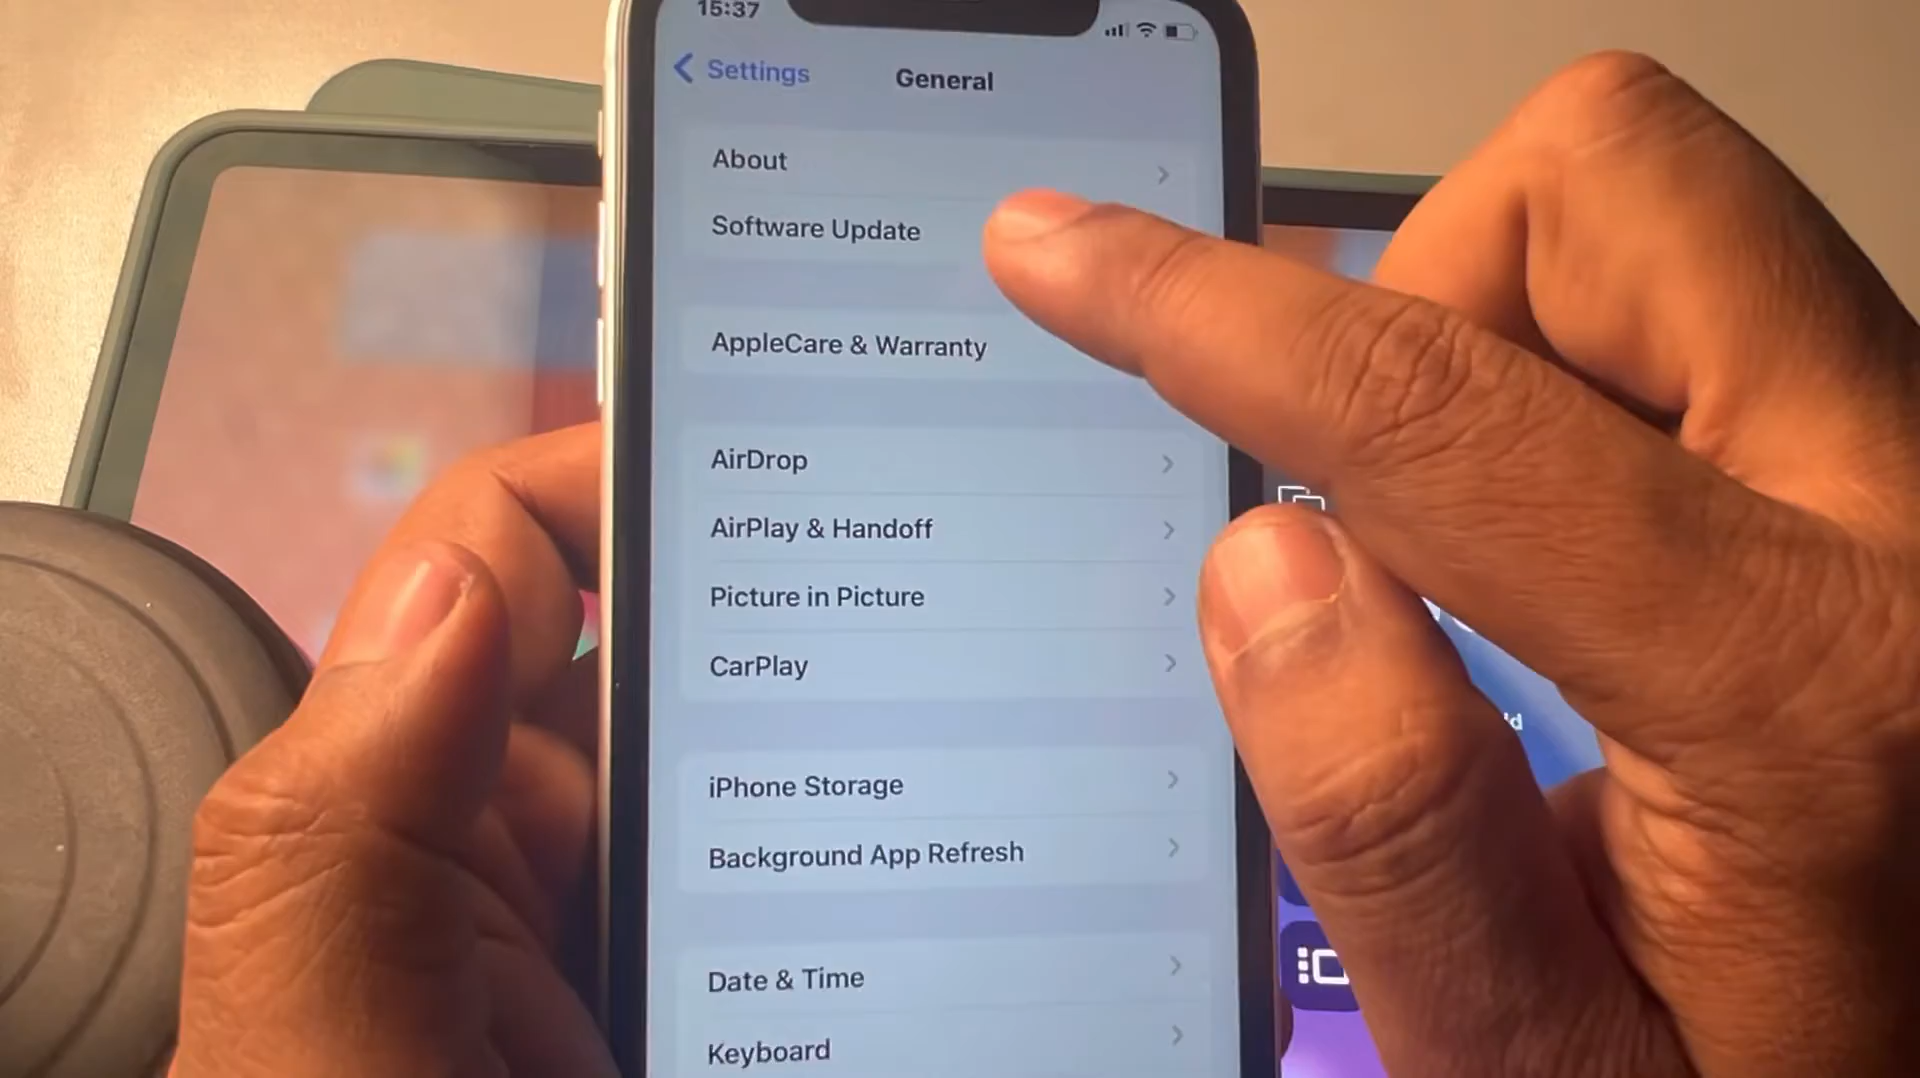 15:37
Settings
General
About
Software Update
AppleCare & Warranty
AirDrop
AirPlay & Handoff
Picture in Picture
CarPlay
iPhone Storage
Background App Refresh
Date & Time
Keyboard